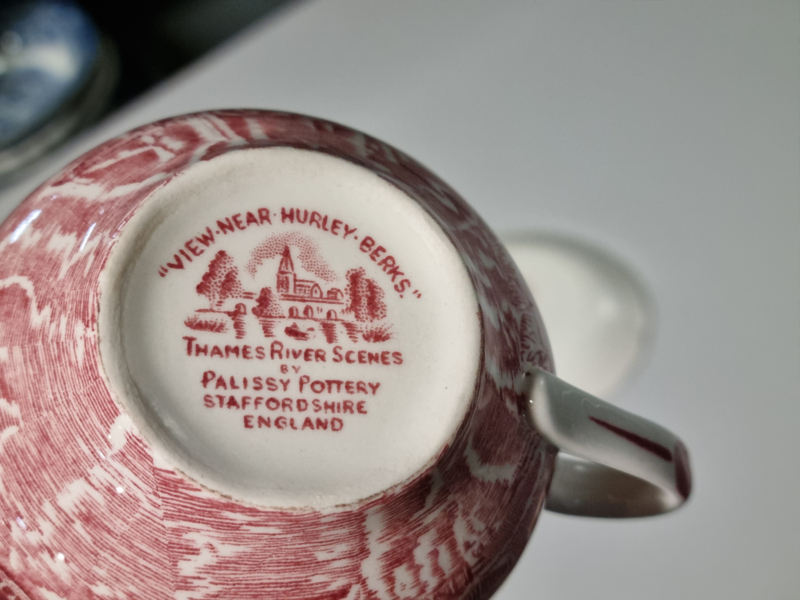 "VIEW·NEAR·HURLEY·BERKS."
THAMES RIVER SCENES
BY
PALISSY POTTERY
STAFFORDSHIRE
ENGLAND